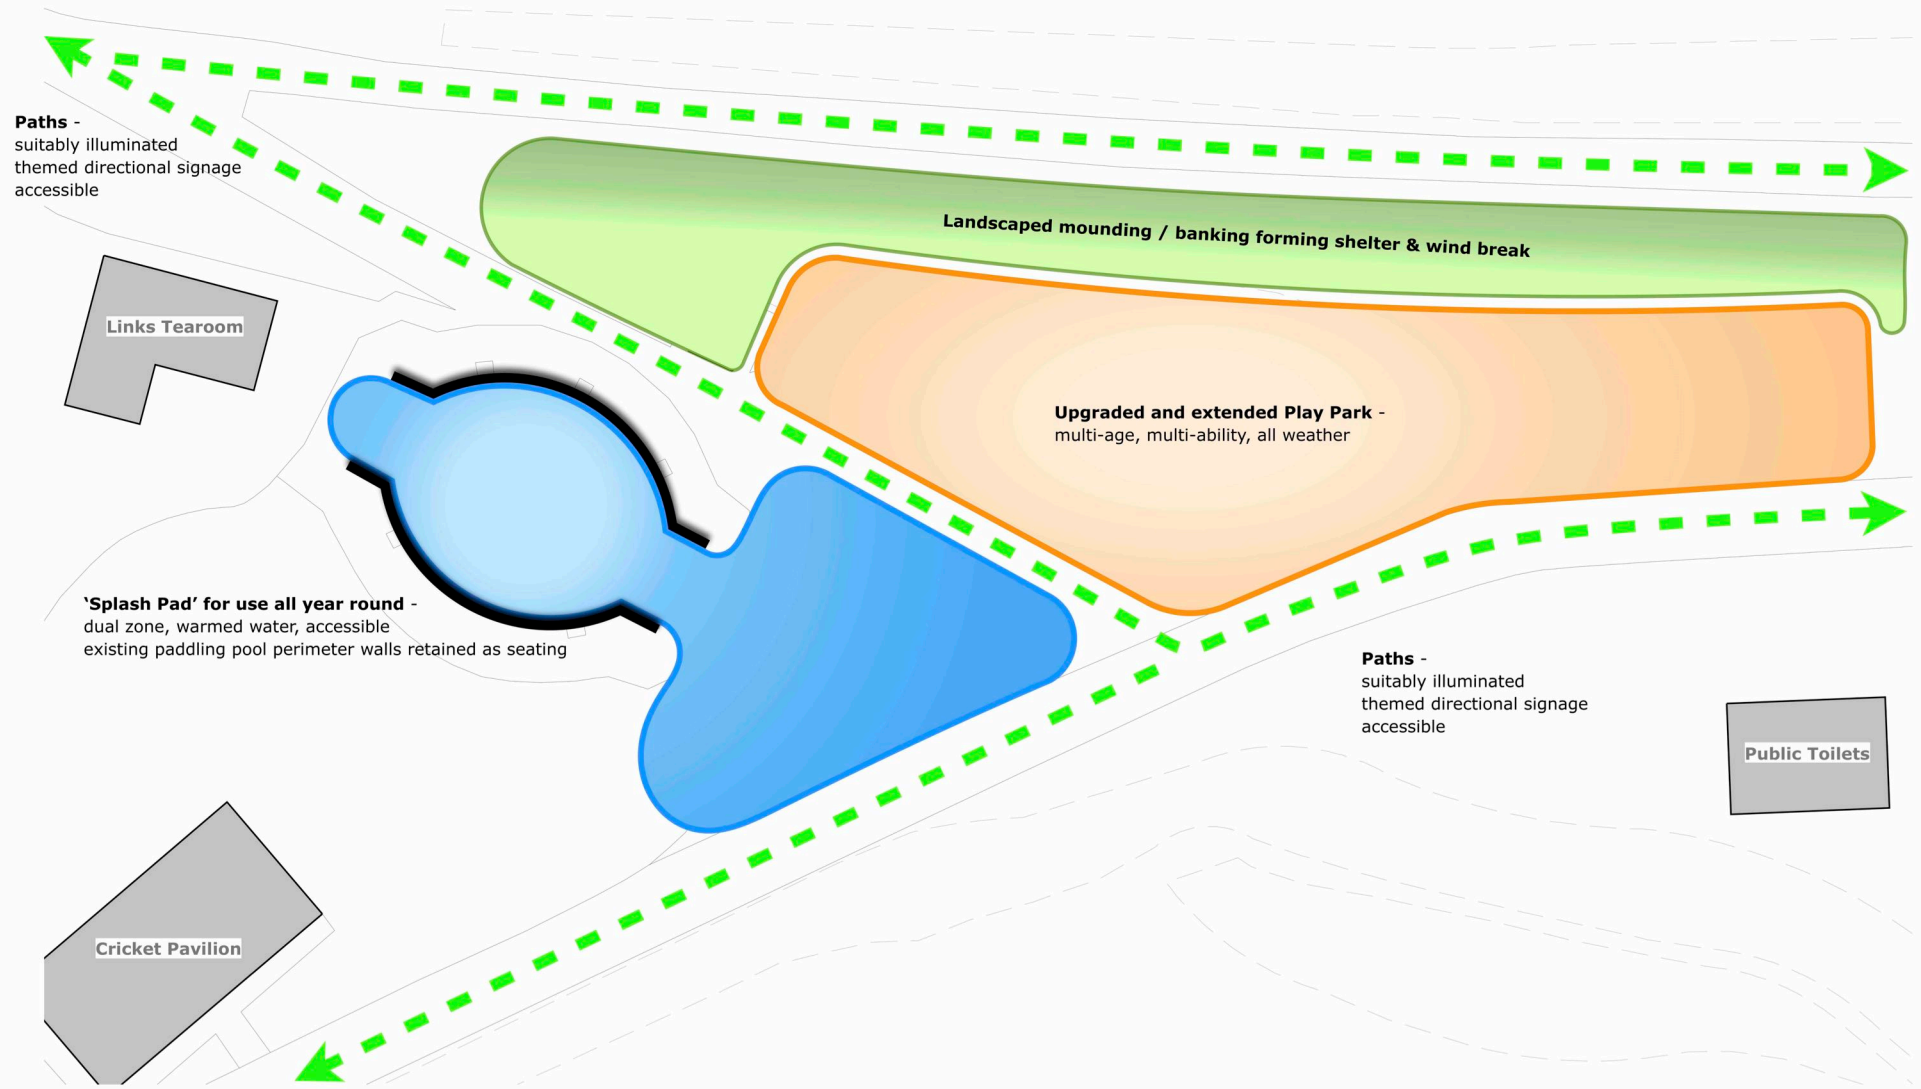 Paths -
suitably illuminated
themed directional signage
accessible
Landscaped mounding / banking forming shelter & wind break
Links Tearoom
Upgraded and extended Play Park -
multi-age, multi-ability, all weather
‘Splash Pad’ for use all year round -
dual zone, warmed water, accessible
existing paddling pool perimeter walls retained as seating
Paths -
suitably illuminated
themed directional signage
accessible
Public Toilets
Cricket Pavilion